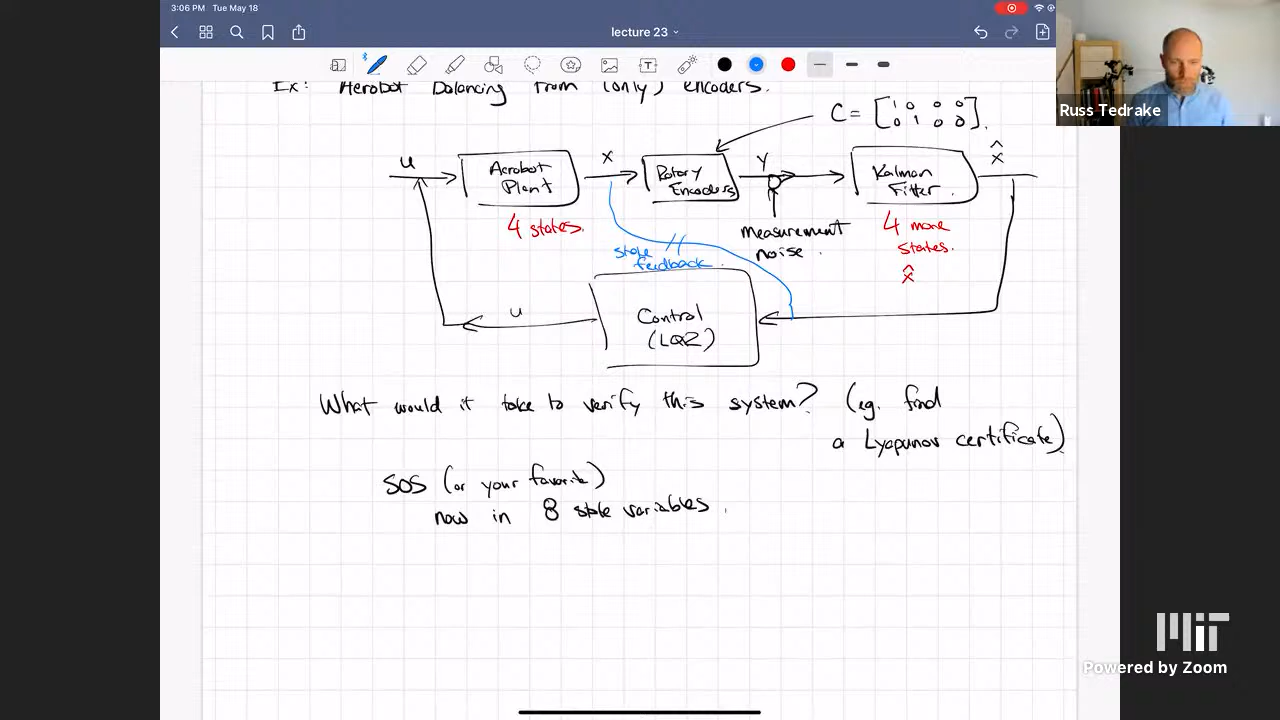 3:06 PM Tue May 18
lecture 23
Russ Tedrake
Ex: Acrobot Balancing from (only) encoders.
C = [1 0 0 0
0 1 0 0].
u
Acrobot
Plant
x
Rotary
Encoders
y
Kalman
Filter.
x̂
4 states.
measurement
noise.
4 more
states.
x̂
state
feedback
u
Control
(LQR)
What would it take to verify this system? (e.g. find
a Lyapunov certificate)
SOS (or your favorite)
now in 8 state variables.
MIT
Powered by Zoom